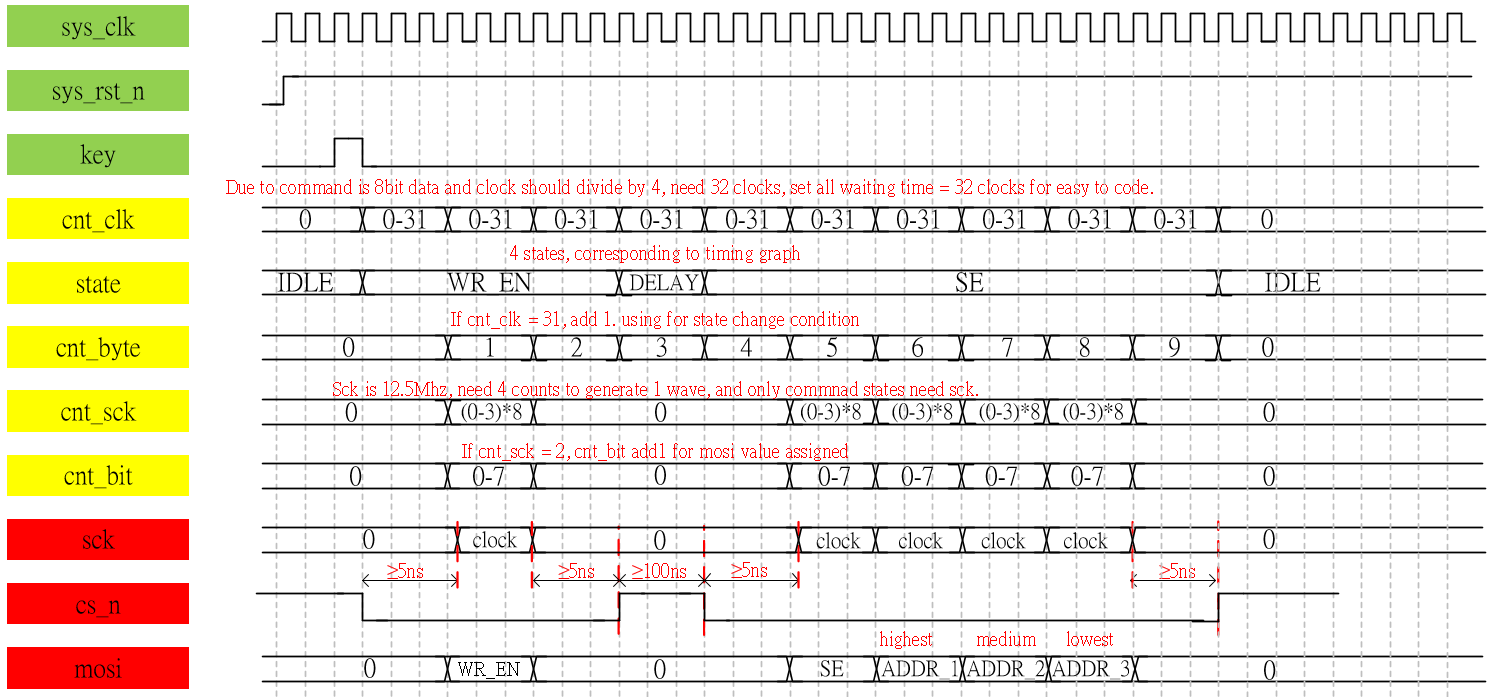 sys_clk
sys_rst_n
key
Due to command is 8bit data and clock should divide by 4, need 32 clocks, set all waiting time = 32 clocks for easy to code.
cnt_clk 0 0-31 0-31 0-31 0-31 0-31 0-31 0-31 0-31 0-31 0-31 0
4 states, corresponding to timing graph
state IDLE WR_EN DELAY SE IDLE
If cnt_clk = 31, add 1. using for state change condition
cnt_byte 0 1 2 3 4 5 6 7 8 9 0
Sck is 12.5Mhz, need 4 counts to generate 1 wave, and only commnad states need sck.
cnt_sck 0 (0-3)*8 0 (0-3)*8 (0-3)*8 (0-3)*8 (0-3)*8 0
If cnt_sck = 2, cnt_bit add1 for mosi value assigned
cnt_bit 0 0-7 0 0-7 0-7 0-7 0-7 0
sck 0 clock 0 clock clock clock clock 0
≥5ns ≥5ns ≥100ns ≥5ns ≥5ns
cs_n
highest medium lowest
mosi 0 WR_EN 0 SE ADDR_1 ADDR_2 ADDR_3 0